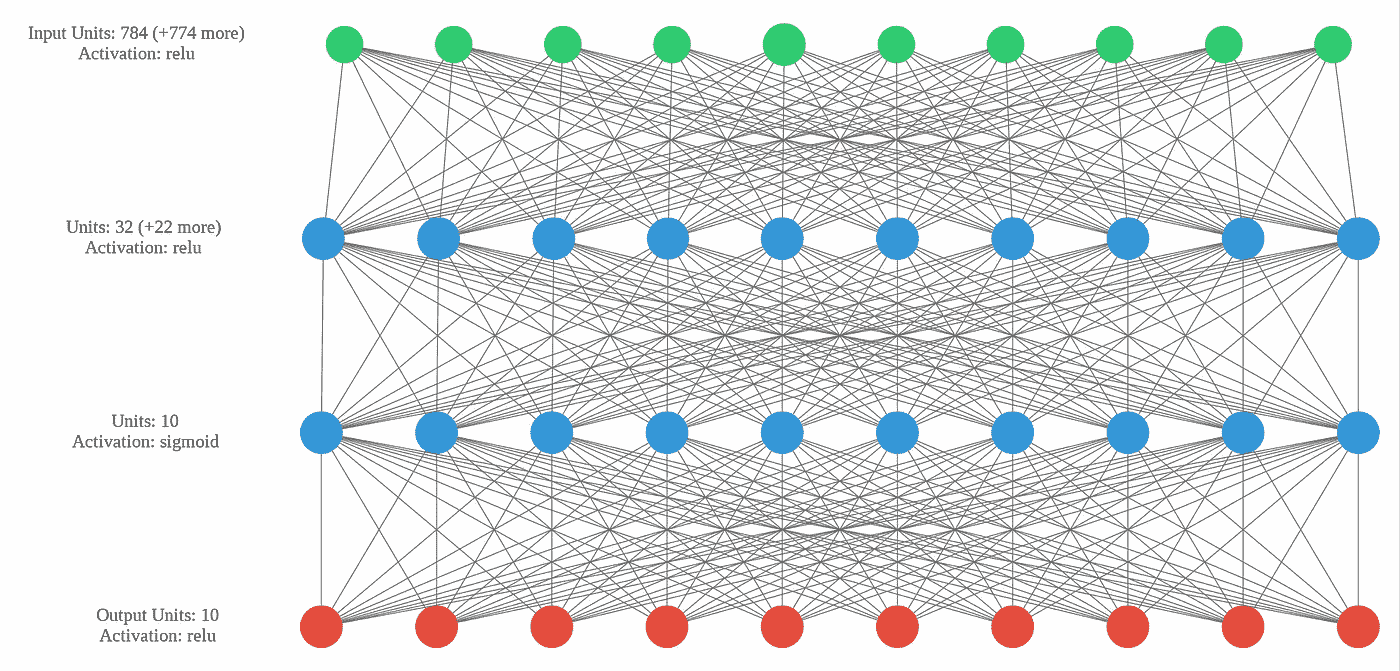 Input Units: 784 (+774 more)
Activation: relu
Units: 32 (+22 more)
Activation: relu
Units: 10
Activation: sigmoid
Output Units: 10
Activation: relu